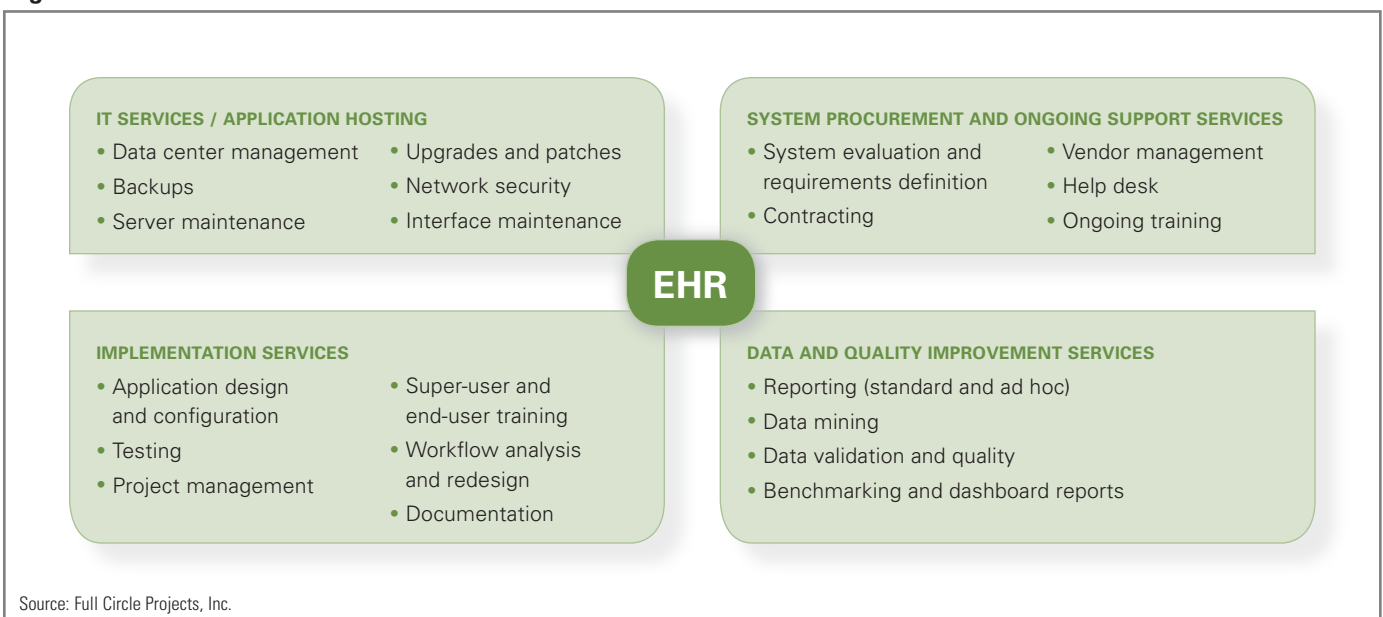 IT SERVICES / APPLICATION HOSTING
• Data center management
• Backups
• Server maintenance
• Upgrades and patches
• Network security
• Interface maintenance
SYSTEM PROCUREMENT AND ONGOING SUPPORT SERVICES
• System evaluation and
requirements definition
• Contracting
• Vendor management
• Help desk
• Ongoing training
EHR
IMPLEMENTATION SERVICES
• Application design
and configuration
• Testing
• Project management
• Super-user and
end-user training
• Workflow analysis
and redesign
• Documentation
DATA AND QUALITY IMPROVEMENT SERVICES
• Reporting (standard and ad hoc)
• Data mining
• Data validation and quality
• Benchmarking and dashboard reports
Source: Full Circle Projects, Inc.